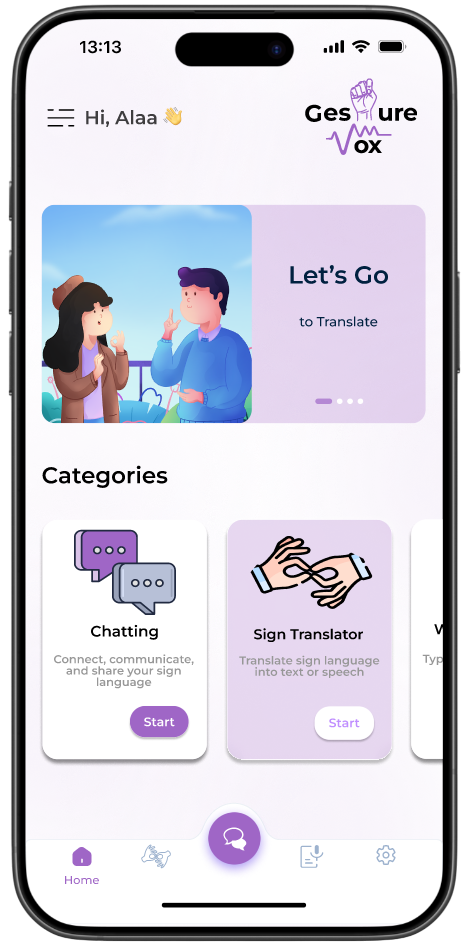 13:13
Hi, Alaa 👋
Ges ure
Vox
Let’s Go
to Translate
Categories
Chatting
Connect, communicate,
and share your sign
language
Start
Sign Translator
Translate sign language
into text or speech
Start
Typ
Home